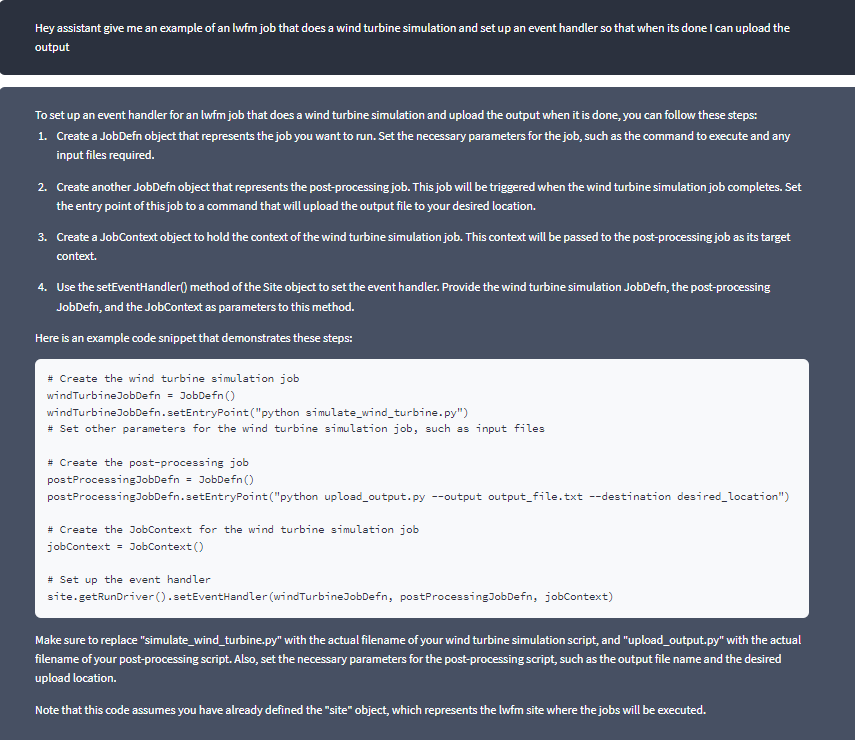 Hey assistant give me an example of an lwfm job that does a wind turbine simulation and set up an event handler so that when its done I can upload the
output
To set up an event handler for an lwfm job that does a wind turbine simulation and upload the output when it is done, you can follow these steps:
1. Create a JobDefn object that represents the job you want to run. Set the necessary parameters for the job, such as the command to execute and any
input files required.
2. Create another JobDefn object that represents the post-processing job. This job will be triggered when the wind turbine simulation job completes. Set
the entry point of this job to a command that will upload the output file to your desired location.
3. Create a JobContext object to hold the context of the wind turbine simulation job. This context will be passed to the post-processing job as its target
context.
4. Use the setEventHandler() method of the Site object to set the event handler. Provide the wind turbine simulation JobDefn, the post-processing
JobDefn, and the JobContext as parameters to this method.
Here is an example code snippet that demonstrates these steps:
# Create the wind turbine simulation job
windTurbineJobDefn = JobDefn()
windTurbineJobDefn.setEntryPoint("python simulate_wind_turbine.py")
# Set other parameters for the wind turbine simulation job, such as input files
# Create the post-processing job
postProcessingJobDefn = JobDefn()
postProcessingJobDefn.setEntryPoint("python upload_output.py --output output_file.txt --destination desired_location")
# Create the JobContext for the wind turbine simulation job
jobContext = JobContext()
# Set up the event handler
site.getRunDriver().setEventHandler(windTurbineJobDefn, postProcessingJobDefn, jobContext)
Make sure to replace "simulate_wind_turbine.py" with the actual filename of your wind turbine simulation script, and "upload_output.py" with the actual
filename of your post-processing script. Also, set the necessary parameters for the post-processing script, such as the output file name and the desired
upload location.
Note that this code assumes you have already defined the "site" object, which represents the lwfm site where the jobs will be executed.